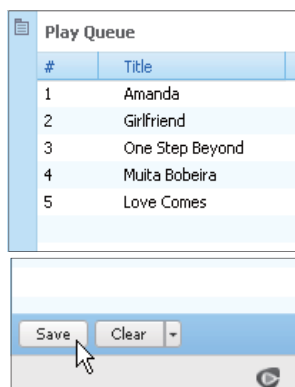 Play Queue
# Title
1 Amanda
2 Girlfriend
3 One Step Beyond
4 Muita Bobeira
5 Love Comes
Save Clear